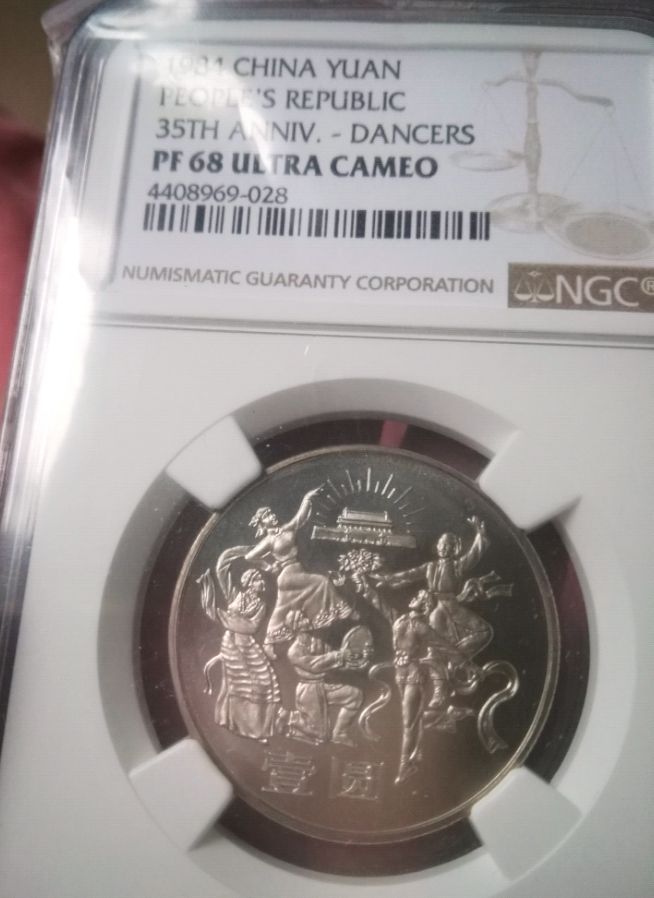 1984 CHINA YUAN
PEOPLE'S REPUBLIC
35TH ANNIV. - DANCERS
PF 68 ULTRA CAMEO
4408969-028
NUMISMATIC GUARANTY CORPORATION
NGC®
壹圆